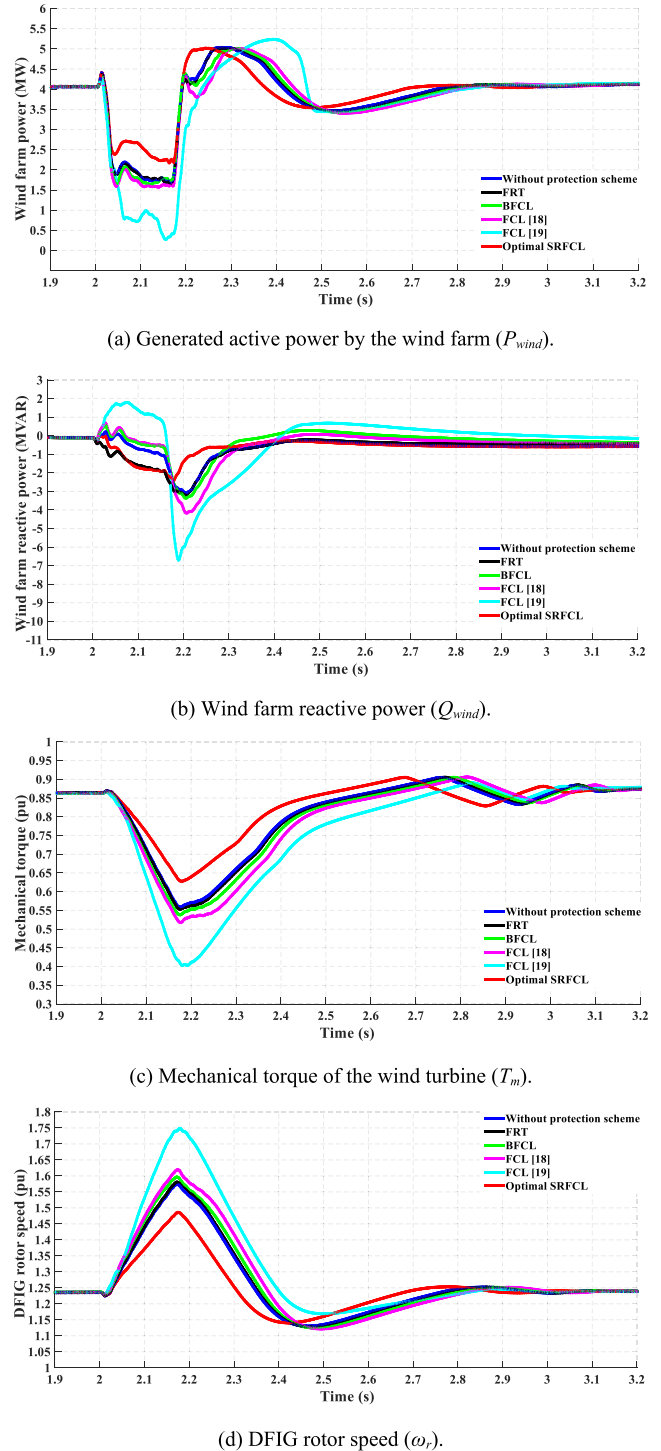 6
5.5
5
4.5
4
3.5
3
2.5
2
1.5
1
0.5
0
Wind farm power (MW)
Without protection scheme
FRT
BFCL
FCL [18]
FCL [19]
Optimal SRFCL
1.9 2 2.1 2.2 2.3 2.4 2.5 2.6 2.7 2.8 2.9 3 3.1 3.2
Time (s)
(a) Generated active power by the wind farm (P_wind).
3
2
1
0
-1
-2
-3
-4
-5
-6
-7
-8
-9
-10
-11
Wind farm reactive power (MVAR)
Without protection scheme
FRT
BFCL
FCL [18]
FCL [19]
Optimal SRFCL
1.9 2 2.1 2.2 2.3 2.4 2.5 2.6 2.7 2.8 2.9 3 3.1 3.2
Time (s)
(b) Wind farm reactive power (Q_wind).
1
0.95
0.9
0.85
0.8
0.75
0.7
0.65
0.6
0.55
0.5
0.45
0.4
0.35
0.3
Mechanical torque (pu)
Without protection scheme
FRT
BFCL
FCL [18]
FCL [19]
Optimal SRFCL
1.9 2 2.1 2.2 2.3 2.4 2.5 2.6 2.7 2.8 2.9 3 3.1 3.2
Time (s)
(c) Mechanical torque of the wind turbine (T_m).
1.8
1.75
1.7
1.65
1.6
1.55
1.5
1.45
1.4
1.35
1.3
1.25
1.2
1.15
1.1
1.05
1
DFIG rotor speed (pu)
Without protection scheme
FRT
BFCL
FCL [18]
FCL [19]
Optimal SRFCL
1.9 2 2.1 2.2 2.3 2.4 2.5 2.6 2.7 2.8 2.9 3 3.1 3.2
Time (s)
(d) DFIG rotor speed (ω_r).